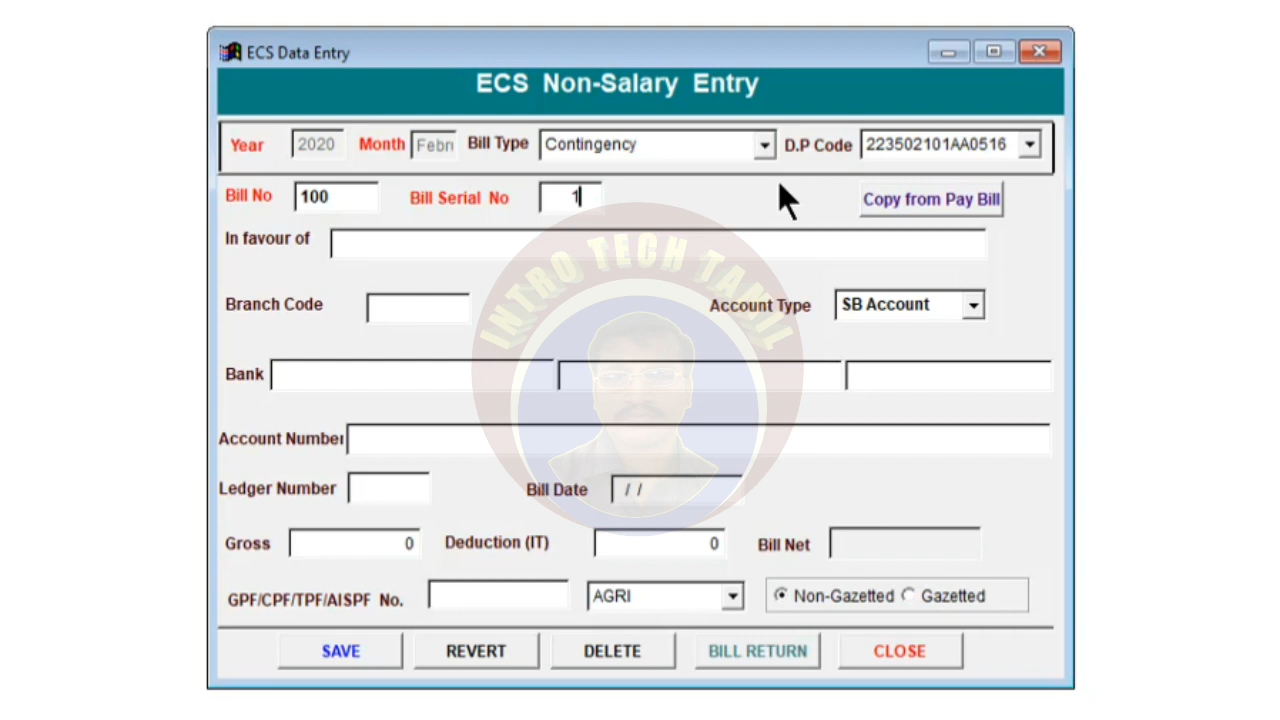 ECS Data Entry
ECS Non-Salary Entry
Year 2020 Month Febr Bill Type Contingency D.P Code 223502101AA0516
Bill No 100 Bill Serial No 1 Copy from Pay Bill
In favour of
INTRO TECH TAMIL
Branch Code Account Type SB Account
Bank
Account Number
Ledger Number Bill Date / /
Gross 0 Deduction (IT) 0 Bill Net
GPF/CPF/TPF/AISPF No. AGRI Non-Gazetted Gazetted
SAVE REVERT DELETE BILL RETURN CLOSE